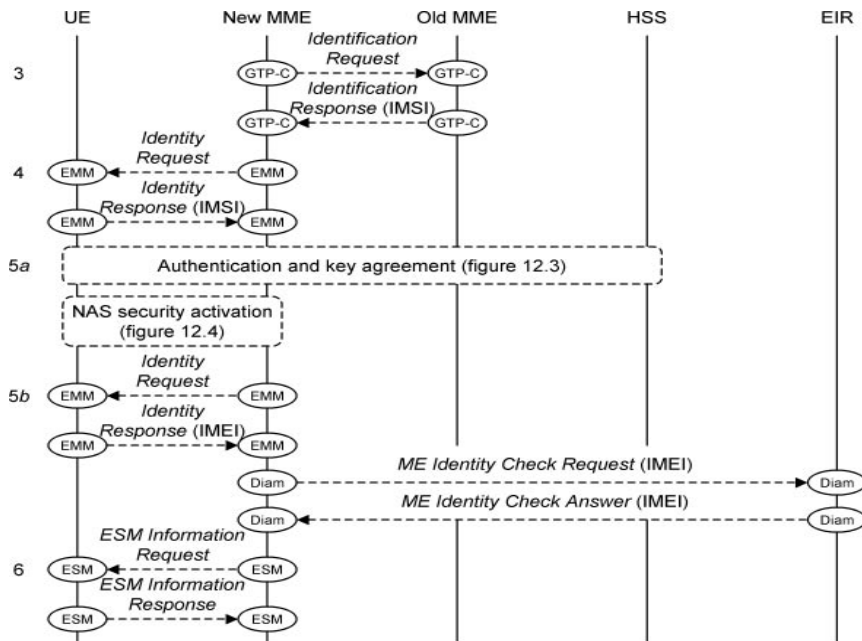 UE New MME Old MME HSS EIR
Identification
Request
3 GTP-C GTP-C
Identification
Response (IMSI)
GTP-C GTP-C
Identity
Request
4 EMM EMM
Identity
Response (IMSI)
EMM EMM
5a Authentication and key agreement (figure 12.3)
NAS security activation
(figure 12.4)
Identity
Request
5b EMM EMM
Identity
Response (IMEI)
EMM EMM
ME Identity Check Request (IMEI)
Diam Diam
ME Identity Check Answer (IMEI)
Diam Diam
ESM Information
Request
6 ESM ESM
ESM Information
Response
ESM ESM